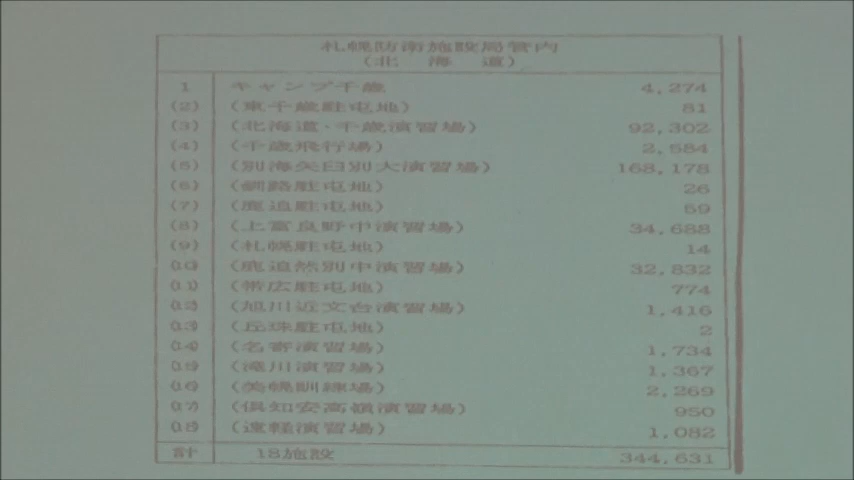 札幌防衛施設局管内
(北 海 道)
1 キャンプ千歳 4,274
(2) (東千歳駐屯地) 81
(3) (北海道・千歳演習場) 92,302
(4) (千歳飛行場) 2,584
(5) (別海矢臼別大演習場) 168,178
(6) (釧路駐屯地) 26
(7) (鹿追駐屯地) 59
(8) (上富良野中演習場) 34,688
(9) (札幌駐屯地) 14
(10) (鹿追然別中演習場) 32,832
(11) (帯広駐屯地) 774
(12) (旭川近文台演習場) 1,416
(13) (丘珠駐屯地) 2
(14) (名寄演習場) 1,734
(15) (滝川演習場) 1,367
(16) (美幌訓練場) 2,269
(17) (倶知安高嶺演習場) 950
(18) (遠軽演習場) 1,082
計 18施設 344,631